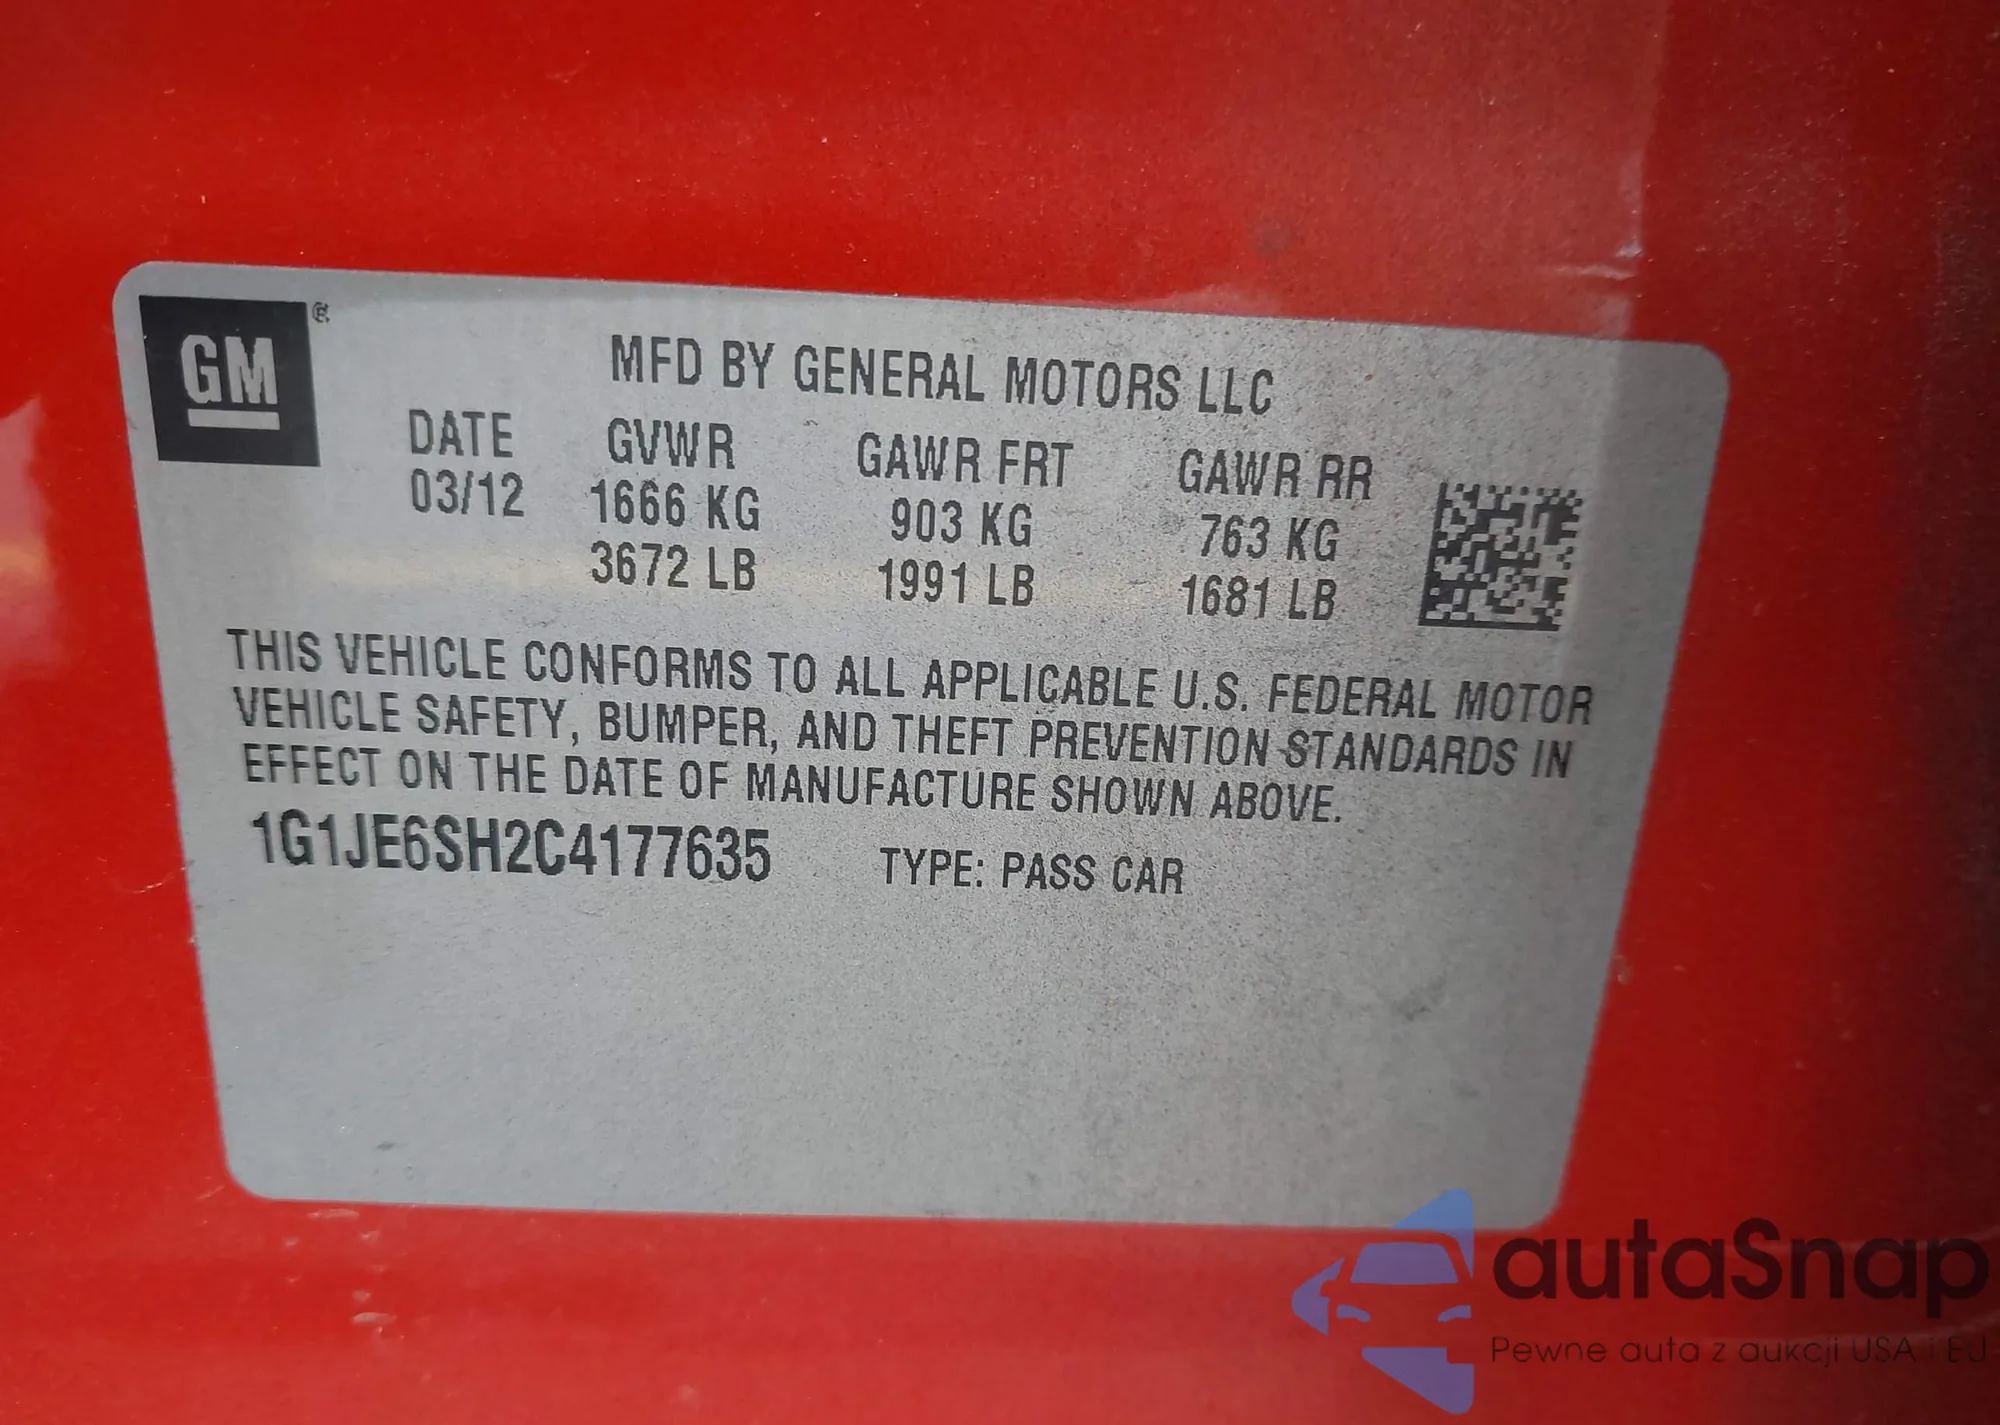 GM®
MFD BY GENERAL MOTORS LLC
DATE GVWR GAWR FRT GAWR RR
03/12 1666 KG 903 KG 763 KG
3672 LB 1991 LB 1681 LB
THIS VEHICLE CONFORMS TO ALL APPLICABLE U.S. FEDERAL MOTOR
VEHICLE SAFETY, BUMPER, AND THEFT PREVENTION STANDARDS IN
EFFECT ON THE DATE OF MANUFACTURE SHOWN ABOVE.
1G1JE6SH2C4177635 TYPE: PASS CAR
autaSnap
Pewne auta z aukcji USA i EU